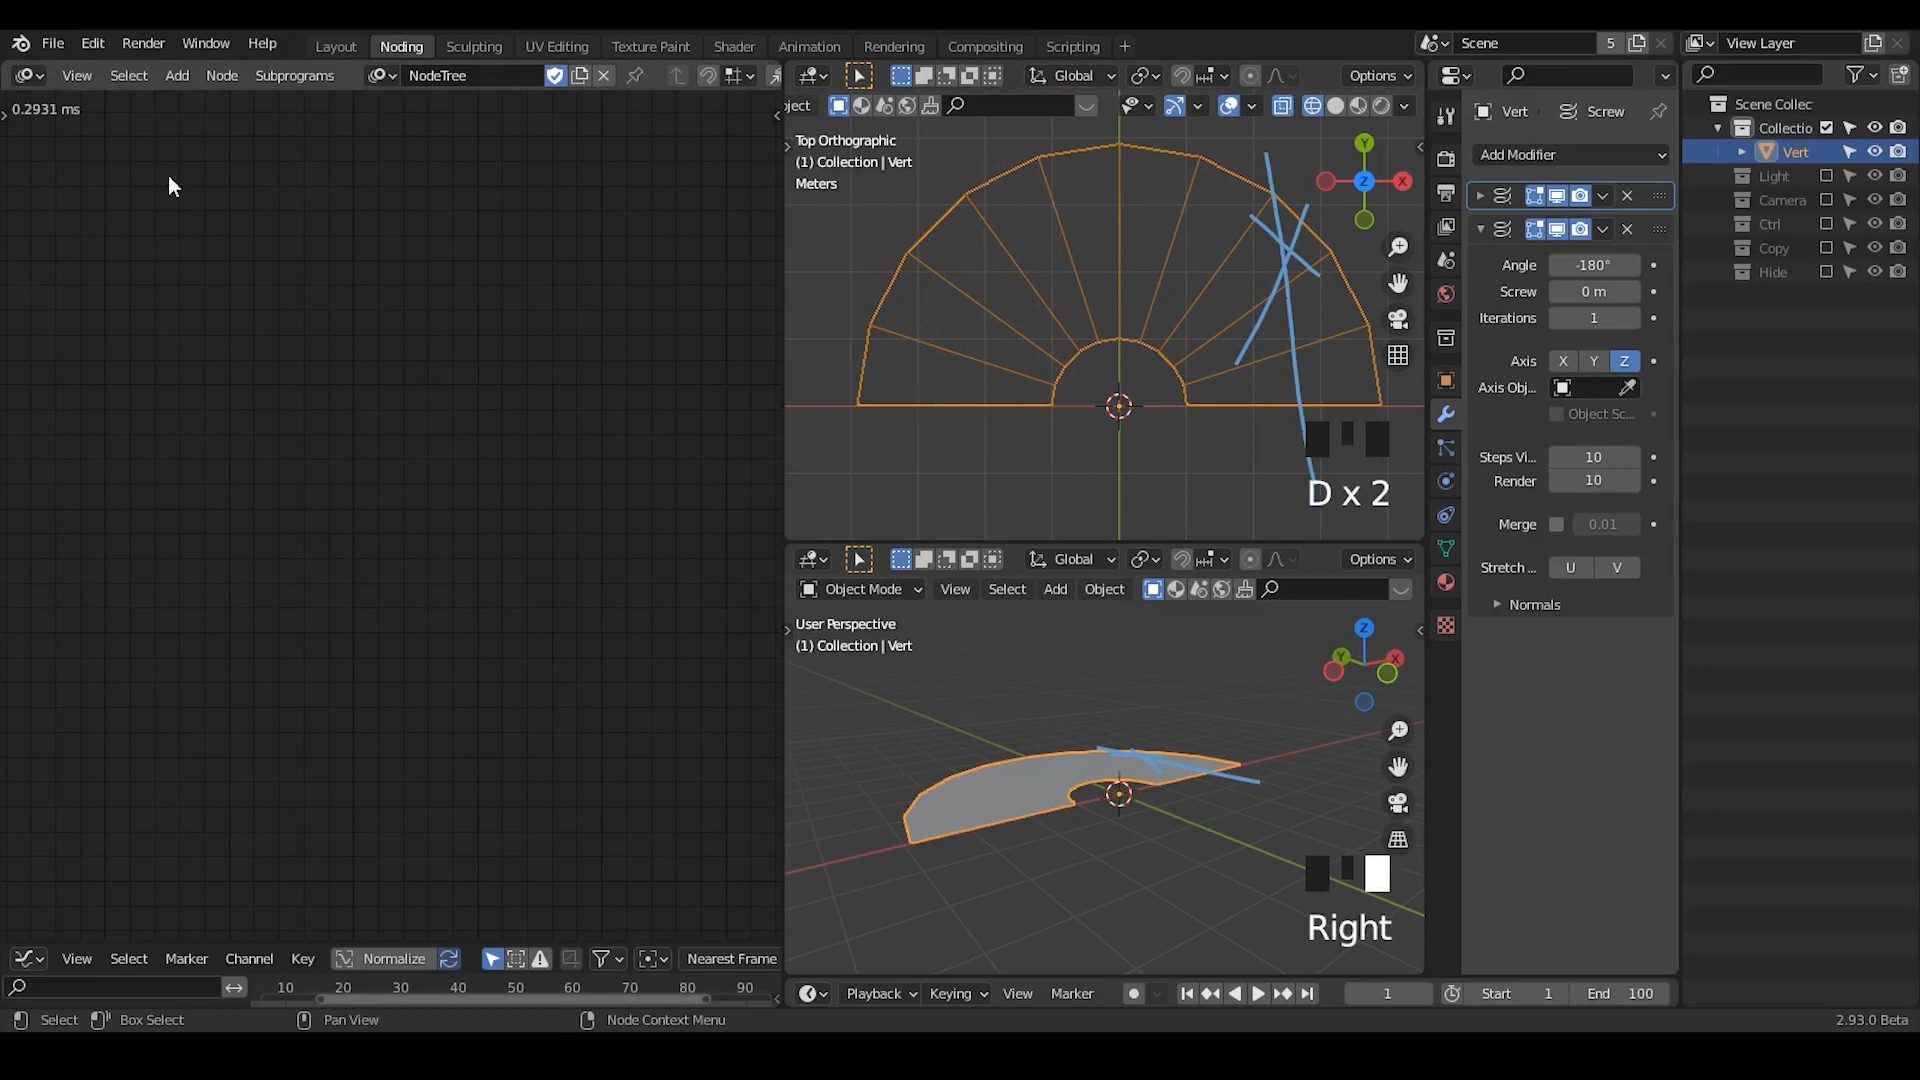 File Edit Render Window Help Layout Noding Sculpting UV Editing Texture Paint Shader Animation Rendering Compositing Scripting + Scene 5 View Layer
View Select Add Node Subprograms NodeTree Global Options
0.2931 ms
ject
Top Orthographic
(1) Collection | Vert
Meters
Y
Z
X
D x 2
Global Options
Object Mode View Select Add Object
User Perspective
(1) Collection | Vert
Z
Y
X
Right
Vert Screw
Add Modifier
Angle -180°
Screw 0 m
Iterations 1
Axis X Y Z
Axis Obj...
Object Sc...
Steps Vi... 10
Render 10
Merge 0.01
Stretch ... U V
Normals
Scene Collec
Collectio
Vert
Light
Camera
Ctrl
Copy
Hide
View Select Marker Channel Key Normalize Nearest Frame
10 20 30 40 50 60 70 80 90
Playback Keying View Marker 1 Start 1 End 100
Select Box Select Pan View Node Context Menu 2.93.0 Beta